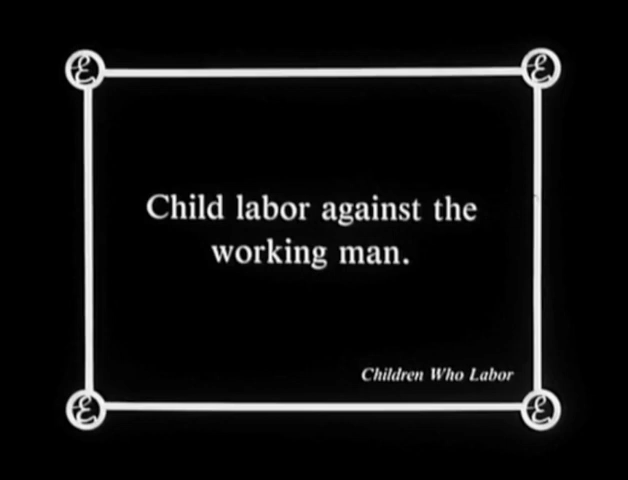 E E
Child labor against the
working man.
Children Who Labor
E E